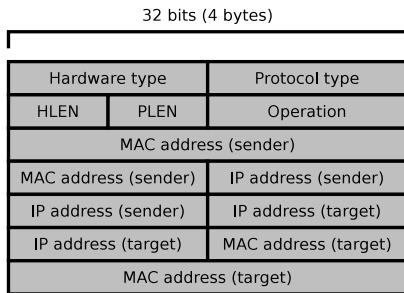 32 bits (4 bytes)
Hardware type Protocol type
HLEN PLEN Operation
MAC address (sender)
MAC address (sender) IP address (sender)
IP address (sender) IP address (target)
IP address (target) MAC address (target)
MAC address (target)